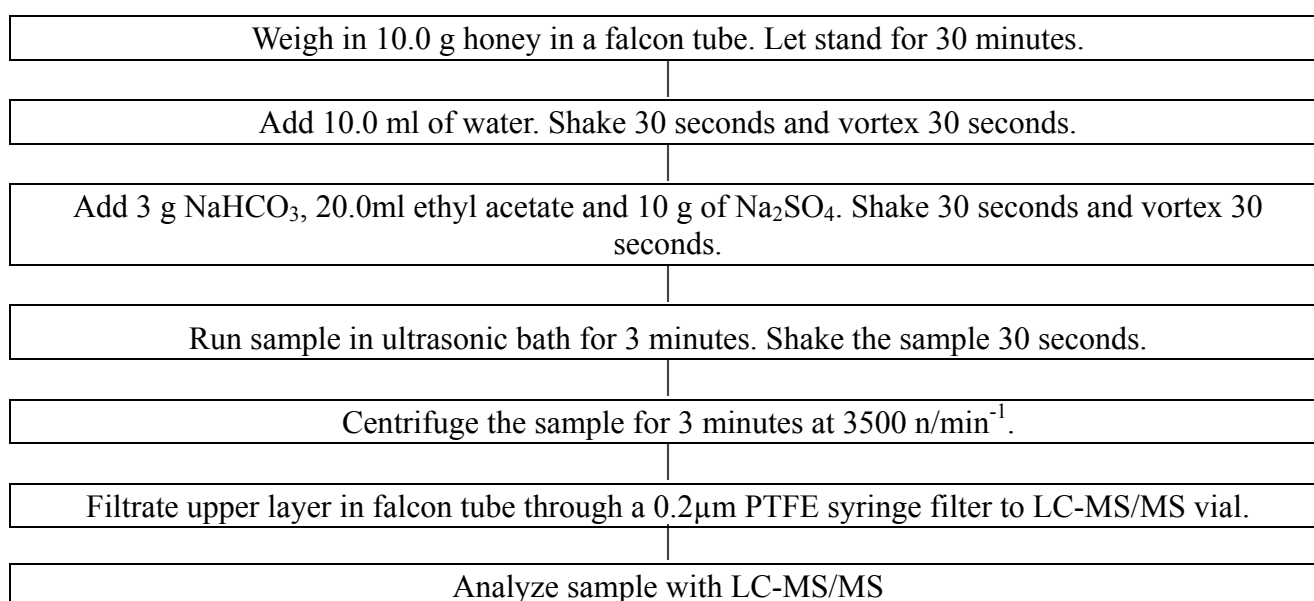 Weigh in 10.0 g honey in a falcon tube. Let stand for 30 minutes.
Add 10.0 ml of water. Shake 30 seconds and vortex 30 seconds.
Add 3 g NaHCO₃, 20.0ml ethyl acetate and 10 g of Na₂SO₄. Shake 30 seconds and vortex 30
seconds.
Run sample in ultrasonic bath for 3 minutes. Shake the sample 30 seconds.
Centrifuge the sample for 3 minutes at 3500 n/min⁻¹.
Filtrate upper layer in falcon tube through a 0.2µm PTFE syringe filter to LC-MS/MS vial.
Analyze sample with LC-MS/MS